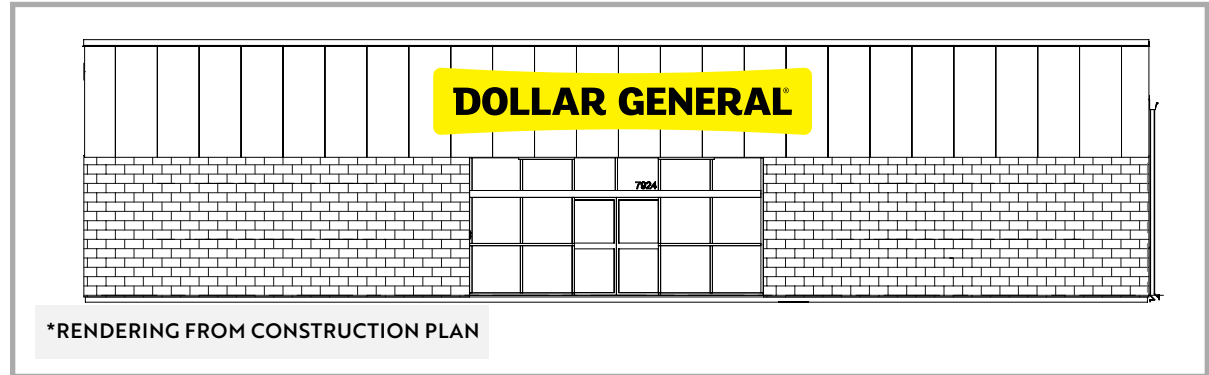 DOLLAR GENERAL®
7924
*RENDERING FROM CONSTRUCTION PLAN